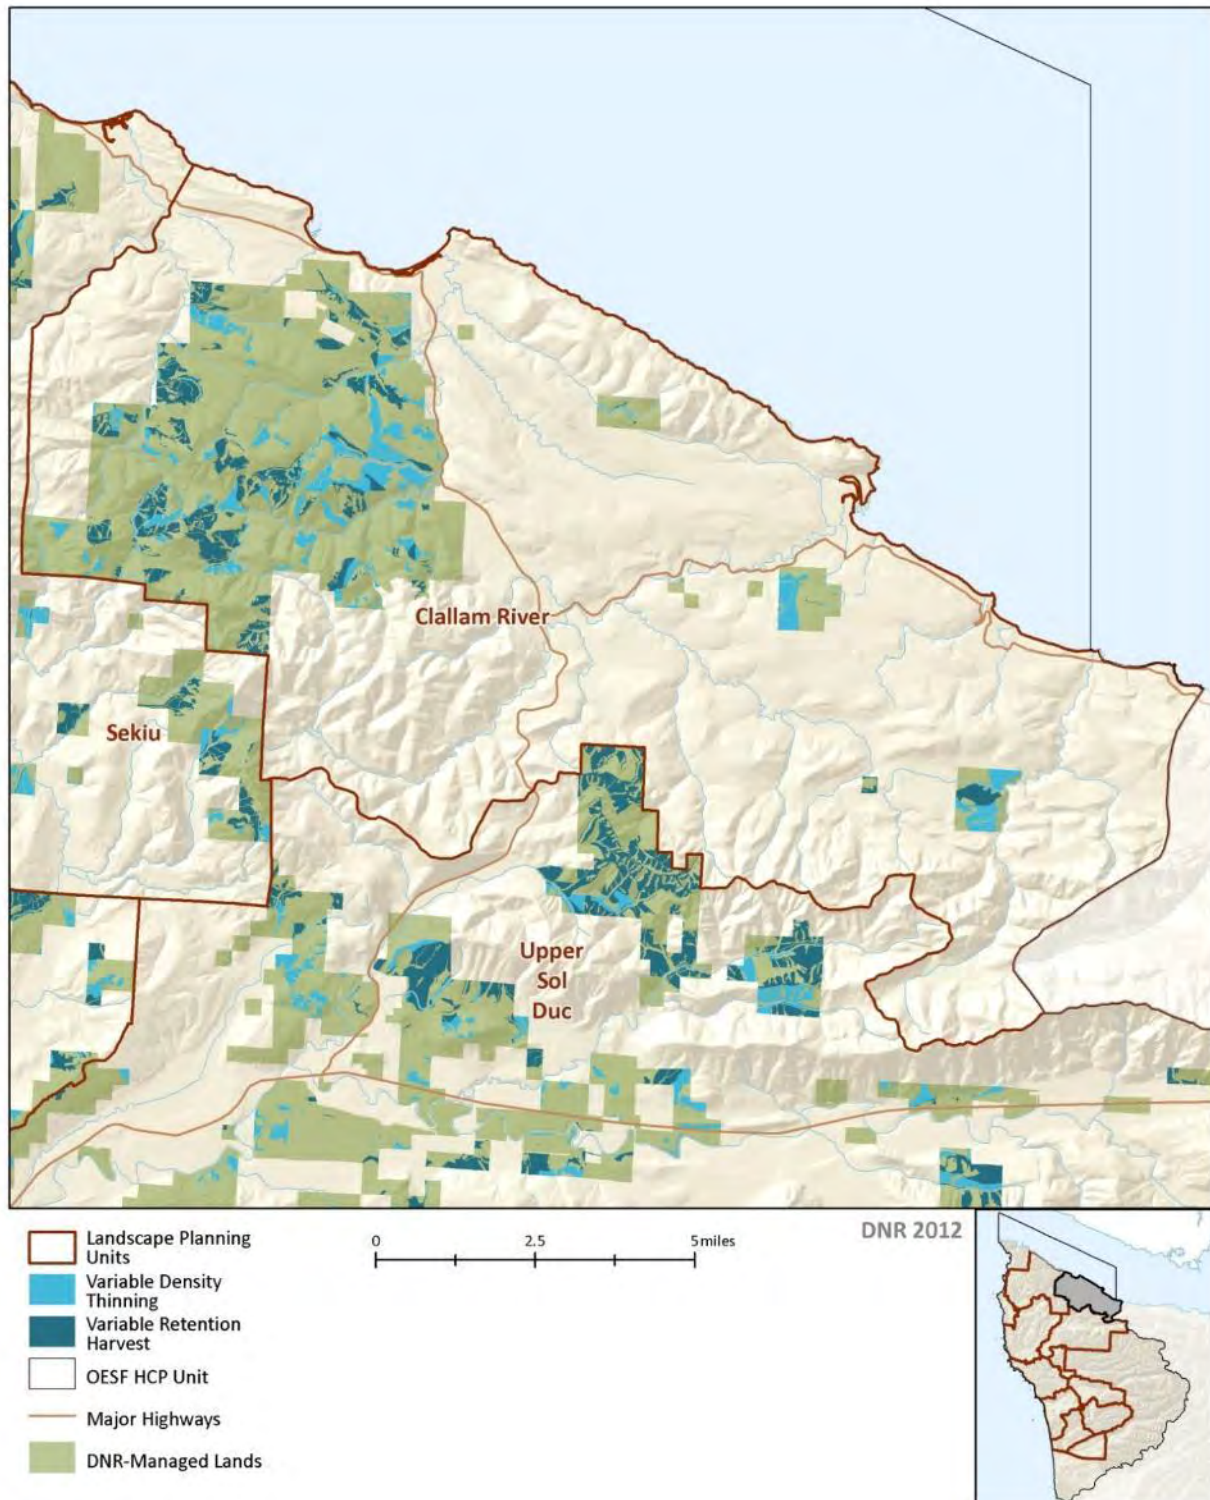 Clallam River
Sekiu
Upper
Sol
Duc
Landscape Planning
Units
Variable Density
Thinning
Variable Retention
Harvest
OESF HCP Unit
Major Highways
DNR-Managed Lands
0 2.5 5 miles
DNR 2012